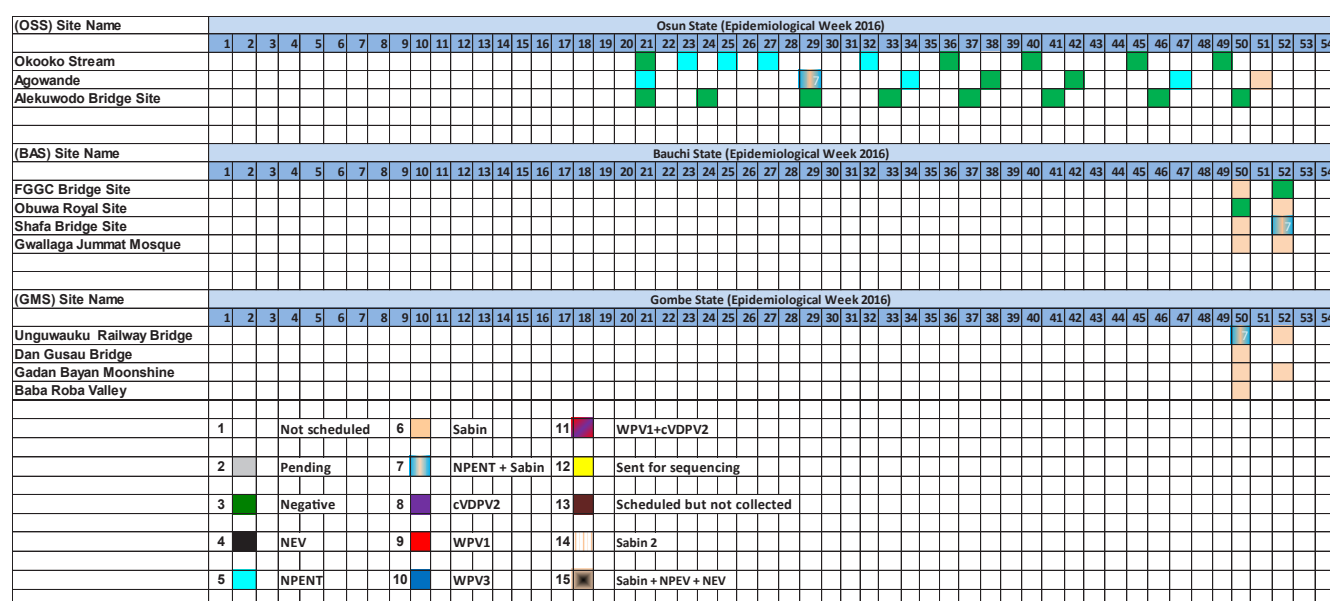 (OSS) Site Name Osun State (Epidemiological Week 2016)
1 2 3 4 5 6 7 8 9 10 11 12 13 14 15 16 17 18 19 20 21 22 23 24 25 26 27 28 29 30 31 32 33 34 35 36 37 38 39 40 41 42 43 44 45 46 47 48 49 50 51 52 53 54
Okooko Stream
Agowande 7
Alekuwodo Bridge Site
(BAS) Site Name Bauchi State (Epidemiological Week 2016)
1 2 3 4 5 6 7 8 9 10 11 12 13 14 15 16 17 18 19 20 21 22 23 24 25 26 27 28 29 30 31 32 33 34 35 36 37 38 39 40 41 42 43 44 45 46 47 48 49 50 51 52 53 54
FGGC Bridge Site
Obuwa Royal Site
Shafa Bridge Site 7
Gwallaga Jummat Mosque
(GMS) Site Name Gombe State (Epidemiological Week 2016)
1 2 3 4 5 6 7 8 9 10 11 12 13 14 15 16 17 18 19 20 21 22 23 24 25 26 27 28 29 30 31 32 33 34 35 36 37 38 39 40 41 42 43 44 45 46 47 48 49 50 51 52 53 54
Unguwauku Railway Bridge 7
Dan Gusau Bridge
Gadan Bayan Moonshine
Baba Roba Valley
1 Not scheduled 6 Sabin 11 WPV1+cVDPV2
2 Pending 7 NPENT + Sabin 12 Sent for sequencing
3 Negative 8 cVDPV2 13 Scheduled but not collected
4 NEV 9 WPV1 14 Sabin 2
5 NPENT 10 WPV3 15 Sabin + NPEV + NEV